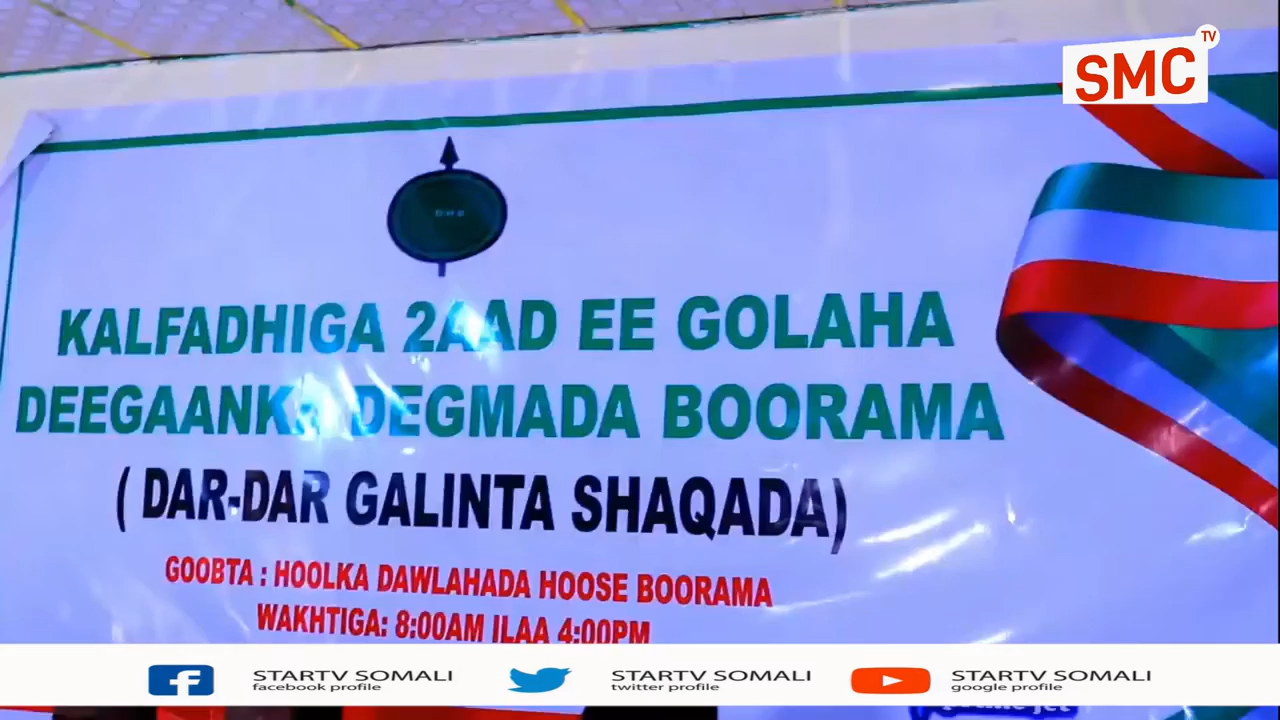 SMC TV
KALFADHIGA 2AAD EE GOLAHA
DEEGAANKA DEGMADA BOORAMA
( DAR-DAR GALINTA SHAQADA)
GOOBTA : HOOLKA DAWLAHADA HOOSE BOORAMA
WAKHTIGA: 8:00AM ILAA 4:00PM
STARTV SOMALI STARTV SOMALI STARTV SOMALI
facebook profile twitter profile google profile